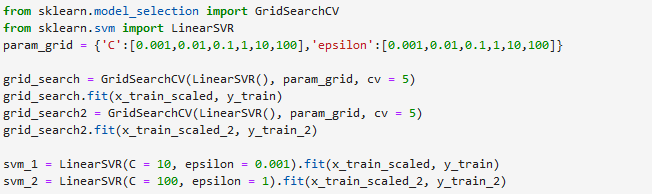 from sklearn.model_selection import GridSearchCV
from sklearn.svm import LinearSVR
param_grid = {'C':[0.001,0.01,0.1,1,10,100],'epsilon':[0.001,0.01,0.1,1,10,100]}
grid_search = GridSearchCV(LinearSVR(), param_grid, cv = 5)
grid_search.fit(x_train_scaled, y_train)
grid_search2 = GridSearchCV(LinearSVR(), param_grid, cv = 5)
grid_search2.fit(x_train_scaled_2, y_train_2)
svm_1 = LinearSVR(C = 10, epsilon = 0.001).fit(x_train_scaled, y_train)
svm_2 = LinearSVR(C = 100, epsilon = 1).fit(x_train_scaled_2, y_train_2)